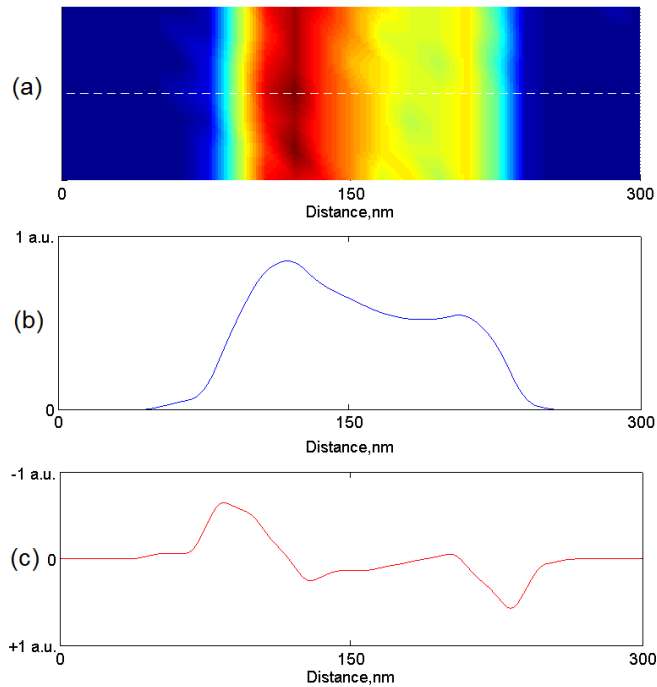 (a)
0 150 300
Distance,nm
1 a.u.
(b)
0
0 150 300
Distance,nm
-1 a.u.
(c) 0
+1 a.u.
0 150 300
Distance,nm